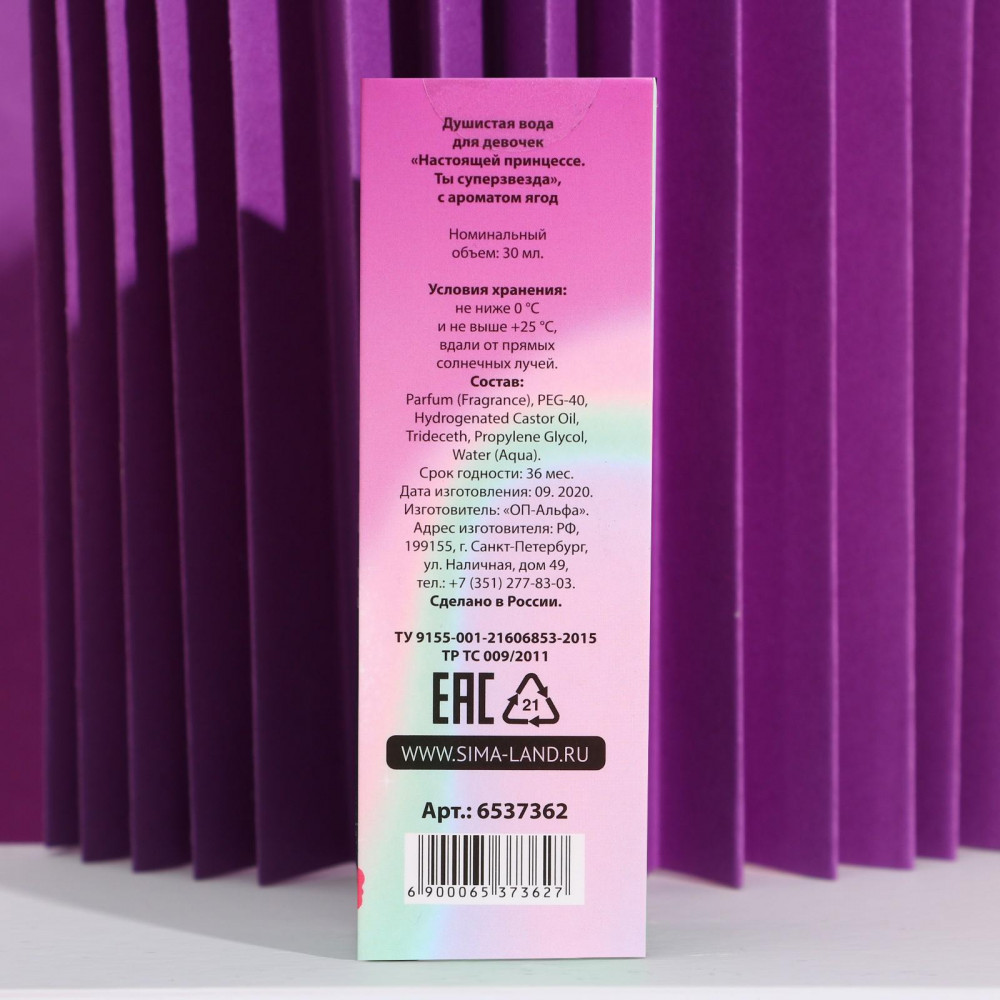 Душистая вода
для девочек
«Настоящей принцессе.
Ты суперзвезда»,
с ароматом ягод
Номинальный
объем: 30 мл.
Условия хранения:
не ниже 0 °C
и не выше +25 °C,
вдали от прямых
солнечных лучей.
Состав:
Parfum (Fragrance), PEG-40,
Hydrogenated Castor Oil,
Trideceth, Propylene Glycol,
Water (Aqua).
Срок годности: 36 мес.
Дата изготовления: 09. 2020.
Изготовитель: «ОП-Альфа».
Адрес изготовителя: РФ,
199155, г. Санкт-Петербург,
ул. Наличная, дом 49,
тел.: +7 (351) 277-83-03.
Сделано в России.
ТУ 9155-001-21606853-2015
ТР ТС 009/2011
EAC 21
WWW.SIMA-LAND.RU
Арт.: 6537362
6 900065 373627